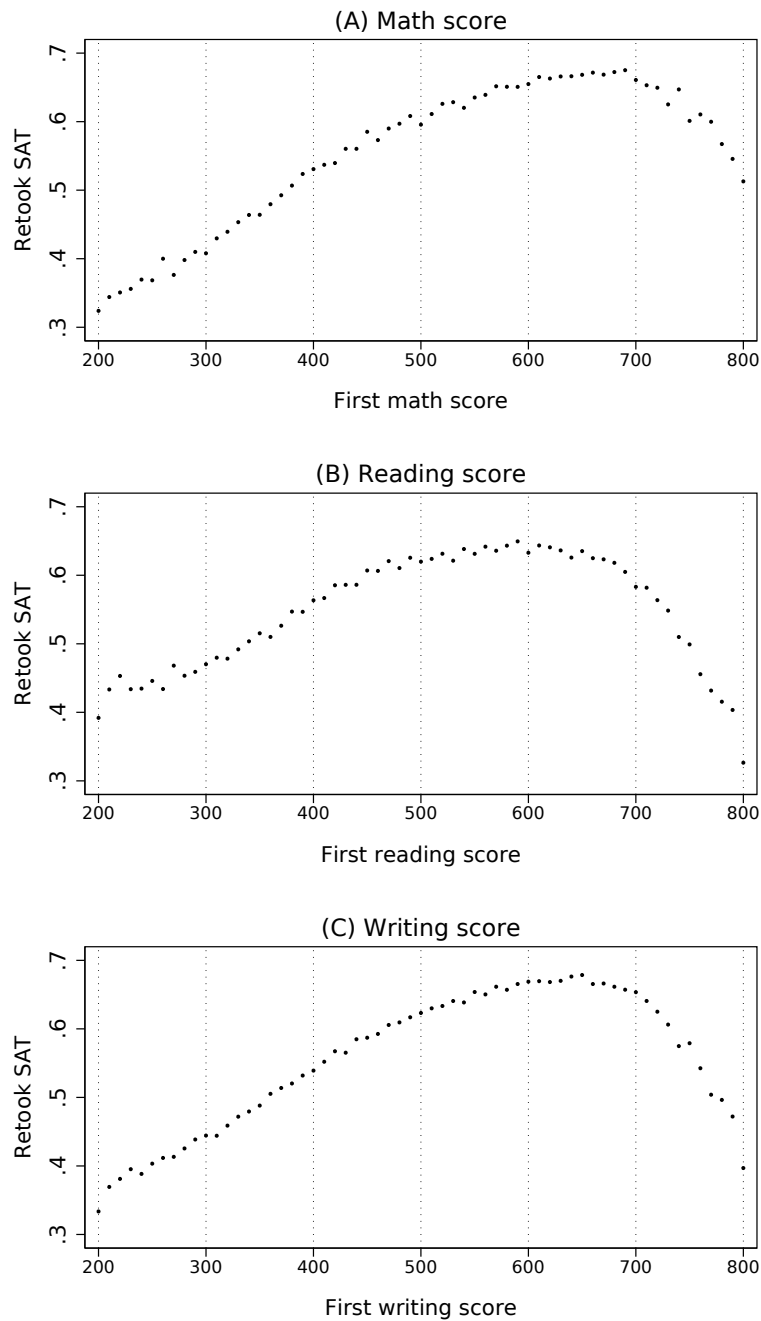 (A) Math score
.7
.6
.5
.4
.3
Retook SAT
200 300 400 500 600 700 800
First math score
(B) Reading score
.7
.6
.5
.4
.3
Retook SAT
200 300 400 500 600 700 800
First reading score
(C) Writing score
.7
.6
.5
.4
.3
Retook SAT
200 300 400 500 600 700 800
First writing score